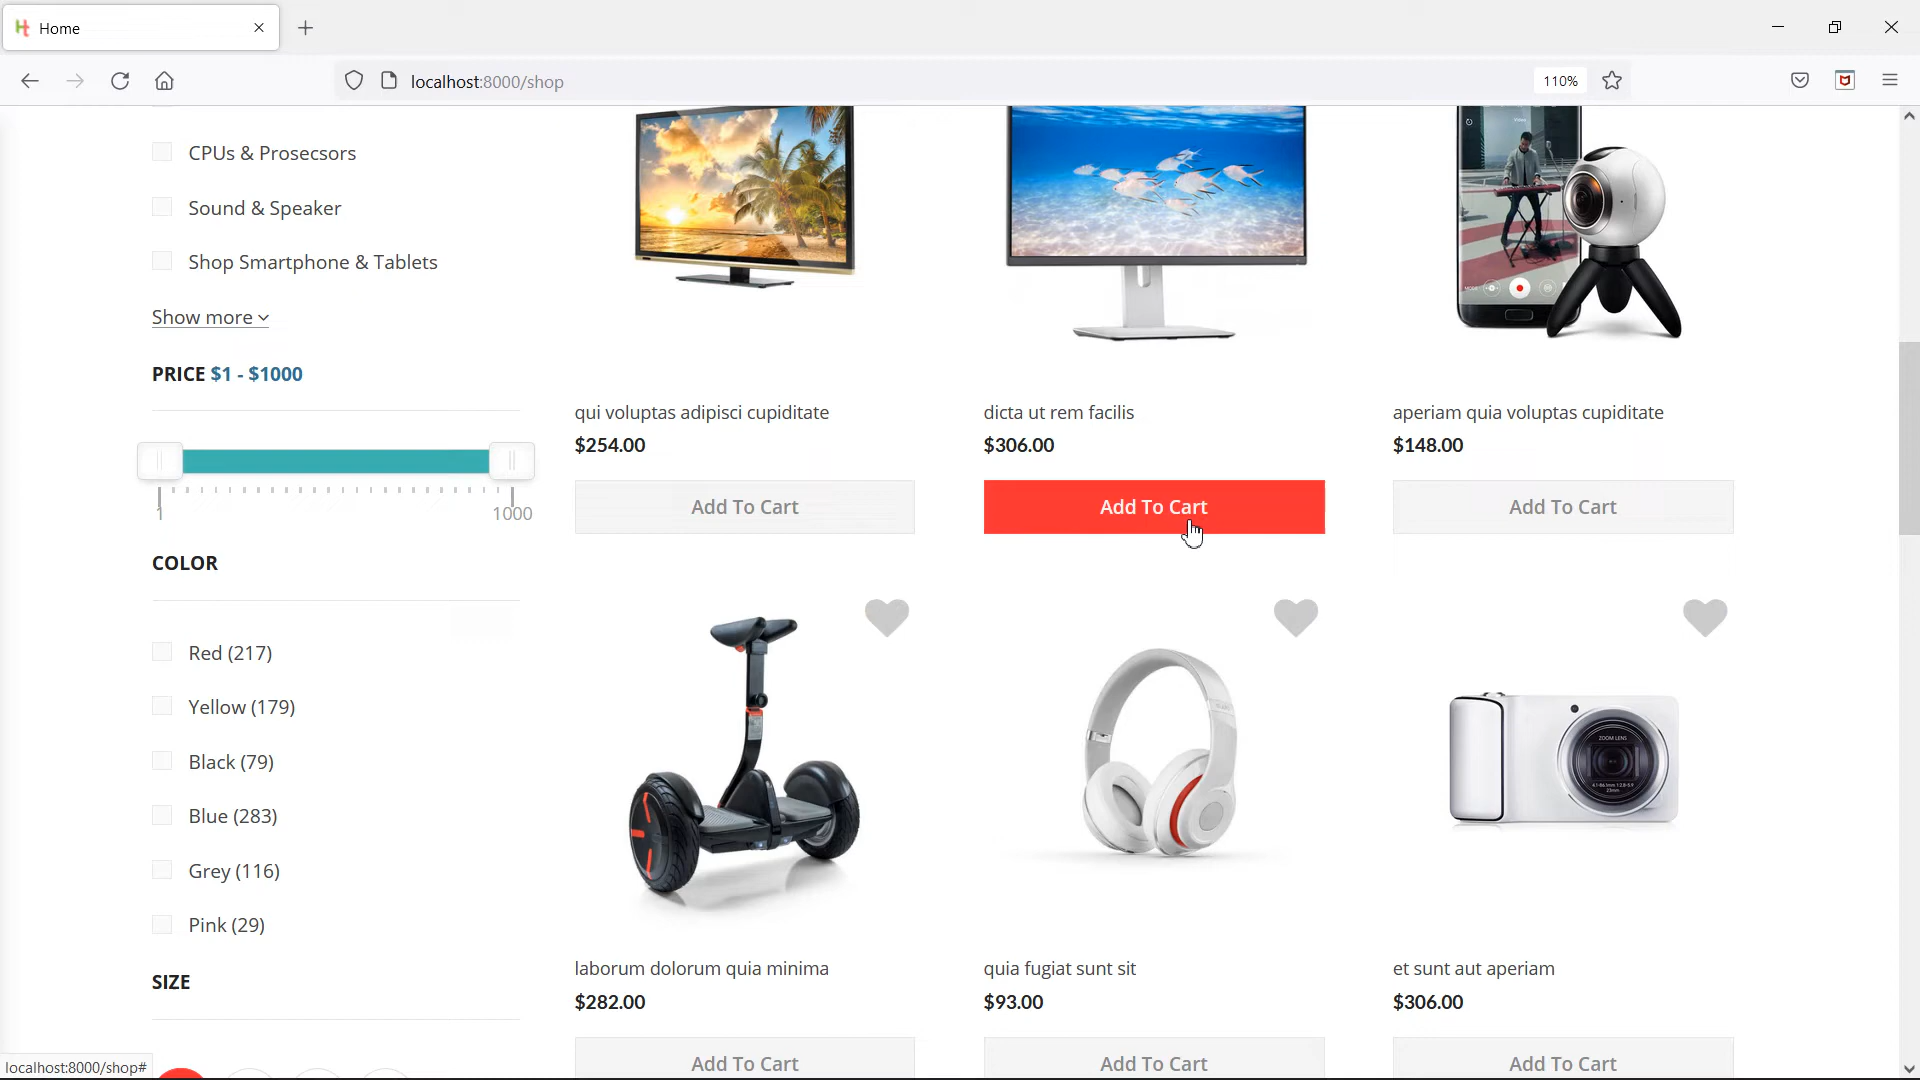 Home
localhost:8000/shop
110%
CPUs & Prosecsors
Sound & Speaker
Shop Smartphone & Tablets
Show more
PRICE $1 - $1000
1
1000
COLOR
Red (217)
Yellow (179)
Black (79)
Blue (283)
Grey (116)
Pink (29)
SIZE
qui voluptas adipisci cupiditate
$254.00
Add To Cart
dicta ut rem facilis
$306.00
Add To Cart
aperiam quia voluptas cupiditate
$148.00
Add To Cart
ZOOM LENS
laborum dolorum quia minima
$282.00
Add To Cart
quia fugiat sunt sit
$93.00
Add To Cart
et sunt aut aperiam
$306.00
Add To Cart
localhost:8000/shop#